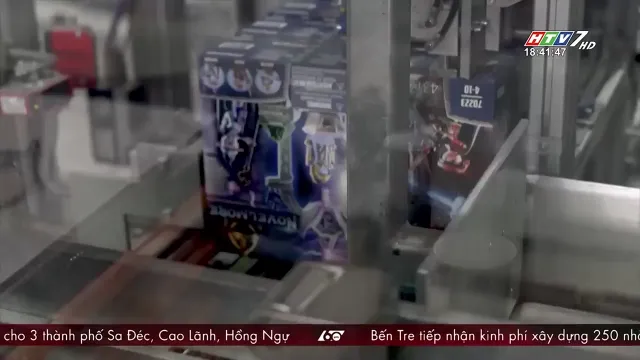 HTV7 HD
18:41:47
70223
4-10
NOVELMORE
cho 3 thành phố Sa Đéc, Cao Lãnh, Hồng Ngự 60 Bến Tre tiếp nhận kinh phí xây dựng 250 nh